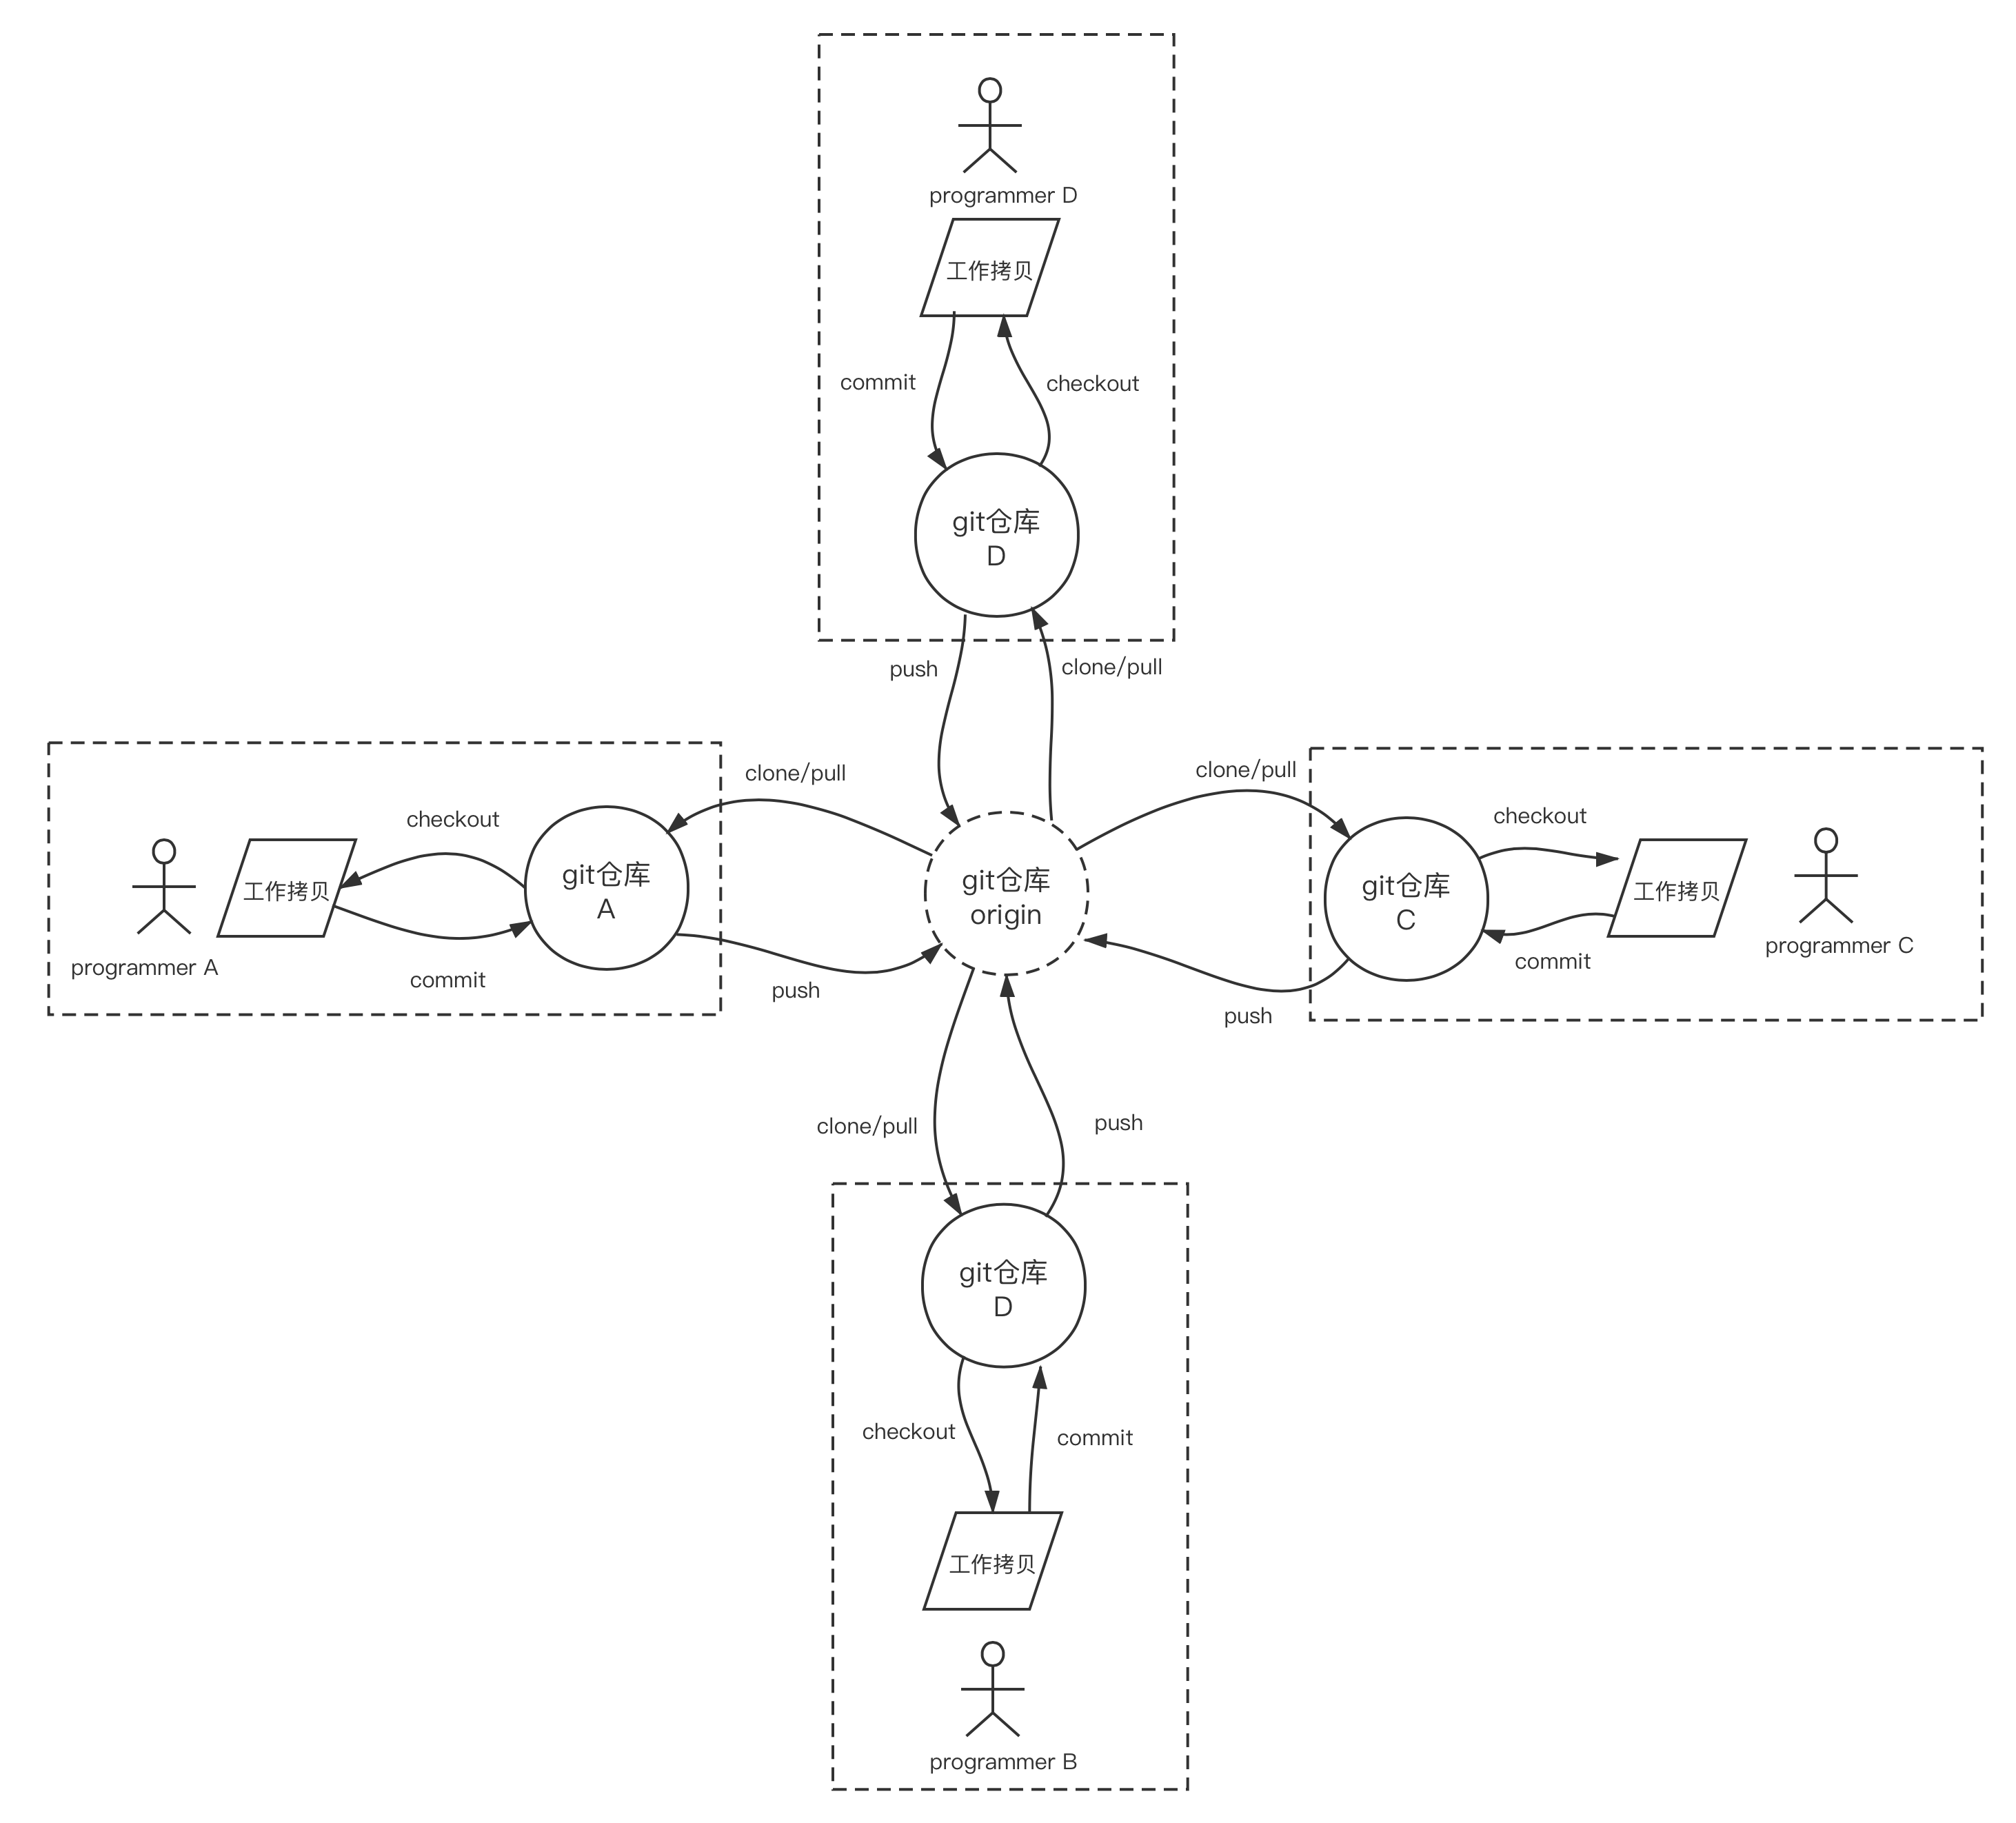 programmer D
工作拷贝
commit
checkout
git仓库
D
push
clone/pull
clone/pull
checkout
git仓库
A
工作拷贝
programmer A
commit
push
git仓库
origin
clone/pull
checkout
git仓库
C
工作拷贝
programmer C
commit
push
clone/pull
push
git仓库
D
checkout
commit
工作拷贝
programmer B